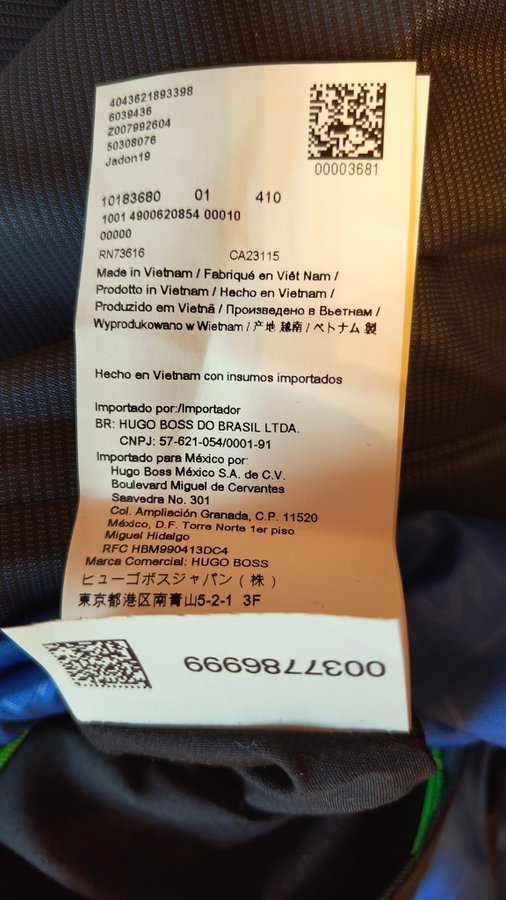 4043621893398
6039436
Z007992604
50308076
Jadon19
00003681
10183680 01 410
1001 4900620854 00010
00000
RN73616 CA23115
Made in Vietnam / Fabriqué en Viêt Nam /
Prodotto in Vietnam / Hecho en Vietnam /
Produzido em Vietnã / Произведено в Вьетнам /
Wyprodukowano w Wietnam / 産地 越南 / ベトナム 製
Hecho en Vietnam con insumos importados
Importado por:/Importador
BR: HUGO BOSS DO BRASIL LTDA.
CNPJ: 57-621-054/0001-91
Importado para México por:
Hugo Boss México S.A. de C.V.
Boulevard Miguel de Cervantes
Saavedra No. 301
Col. Ampliación Granada, C.P. 11520
México, D.F. Torre Norte 1er piso
Miguel Hidalgo
RFC HBM990413DC4
Marca Comercial: HUGO BOSS
ヒューゴボスジャパン（株）
東京都港区南青山5-2-1 3F
0037786999